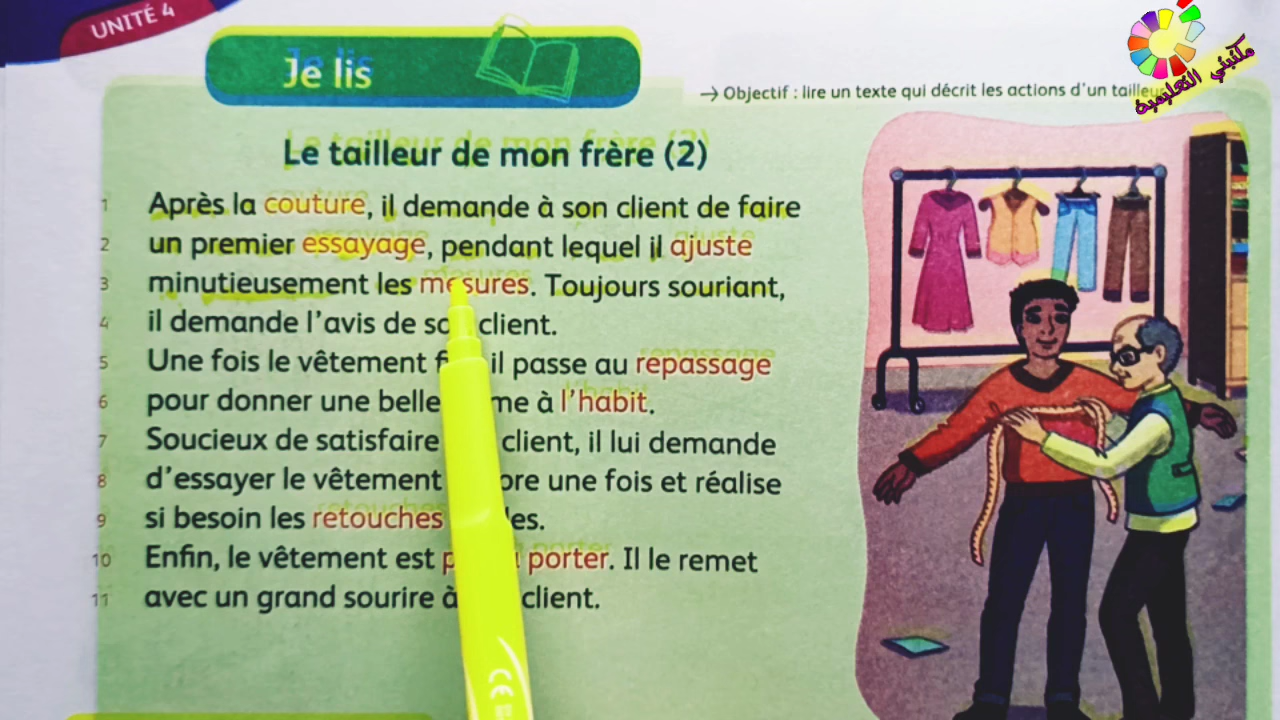 UNITÉ 4
Je lis
→ Objectif : lire un texte qui décrit les actions d'un tailleur
مكتبتي التعليمية
Le tailleur de mon frère (2)
1 Après la couture, il demande à son client de faire
2 un premier essayage, pendant lequel il ajuste
3 minutieusement les mesures. Toujours souriant,
4 il demande l'avis de so client.
5 Une fois le vêtement f il passe au repassage
6 pour donner une belle me à l'habit.
7 Soucieux de satisfaire client, il lui demande
8 d'essayer le vêtement ore une fois et réalise
9 si besoin les retouches les.
10 Enfin, le vêtement est p porter. Il le remet
11 avec un grand sourire à client.
CE